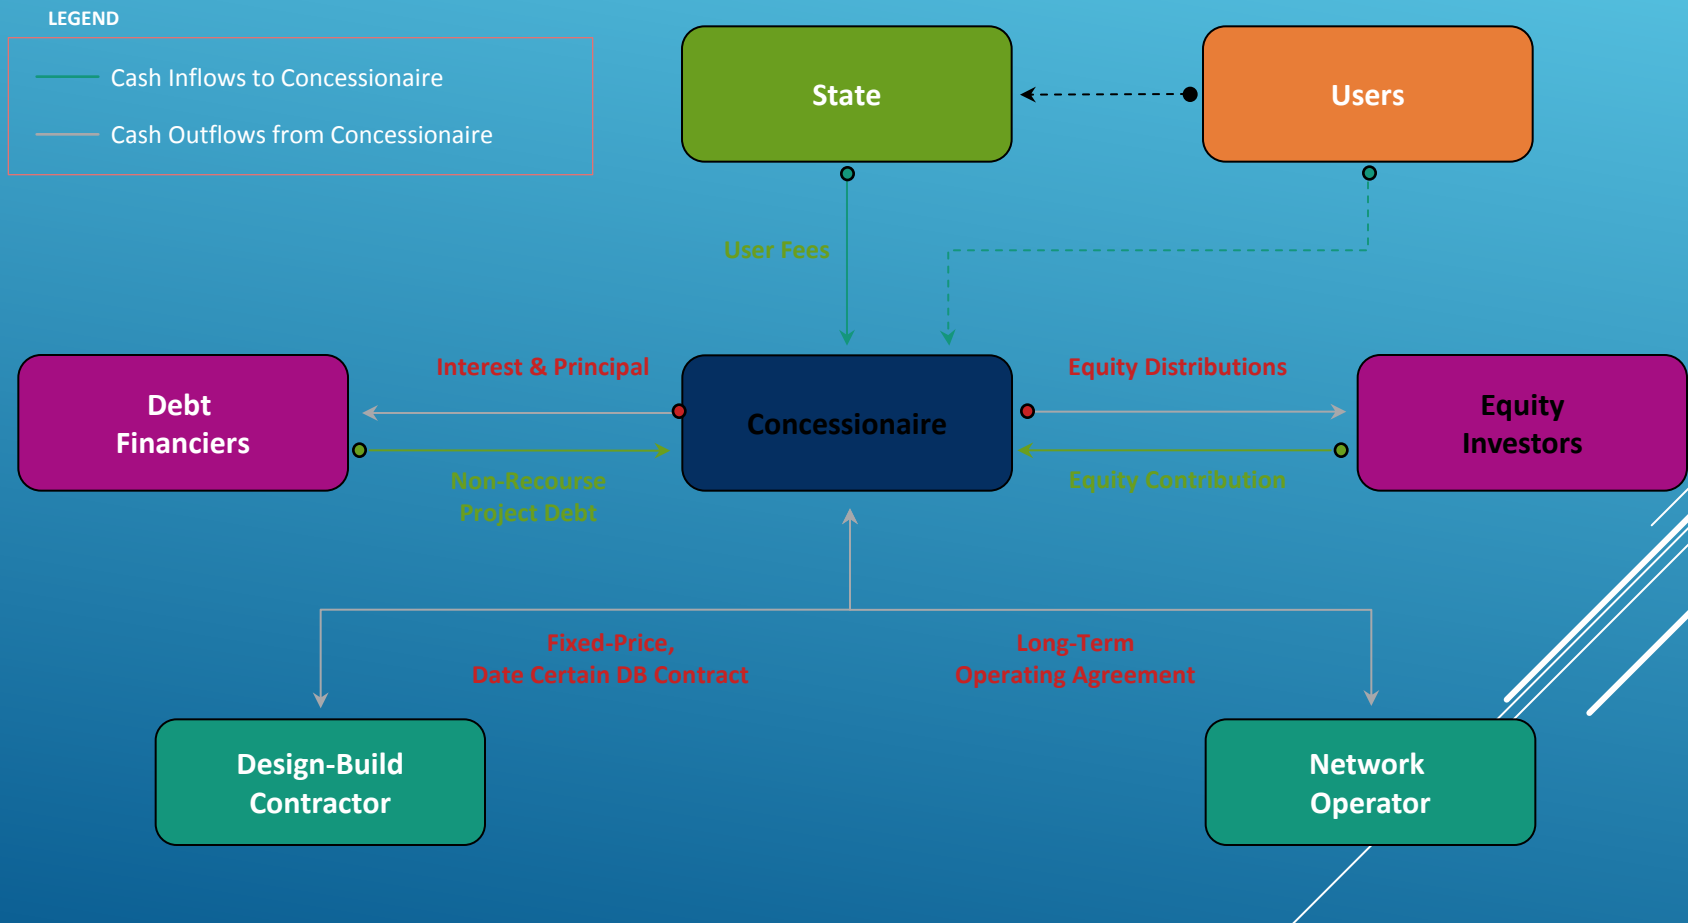 LEGEND
Cash Inflows to Concessionaire
Cash Outflows from Concessionaire
State
Users
User Fees
Debt
Financiers
Interest & Principal
Non-Recourse
Project Debt
Concessionaire
Equity Distributions
Equity Contribution
Equity
Investors
Fixed-Price,
Date Certain DB Contract
Long-Term
Operating Agreement
Design-Build
Contractor
Network
Operator